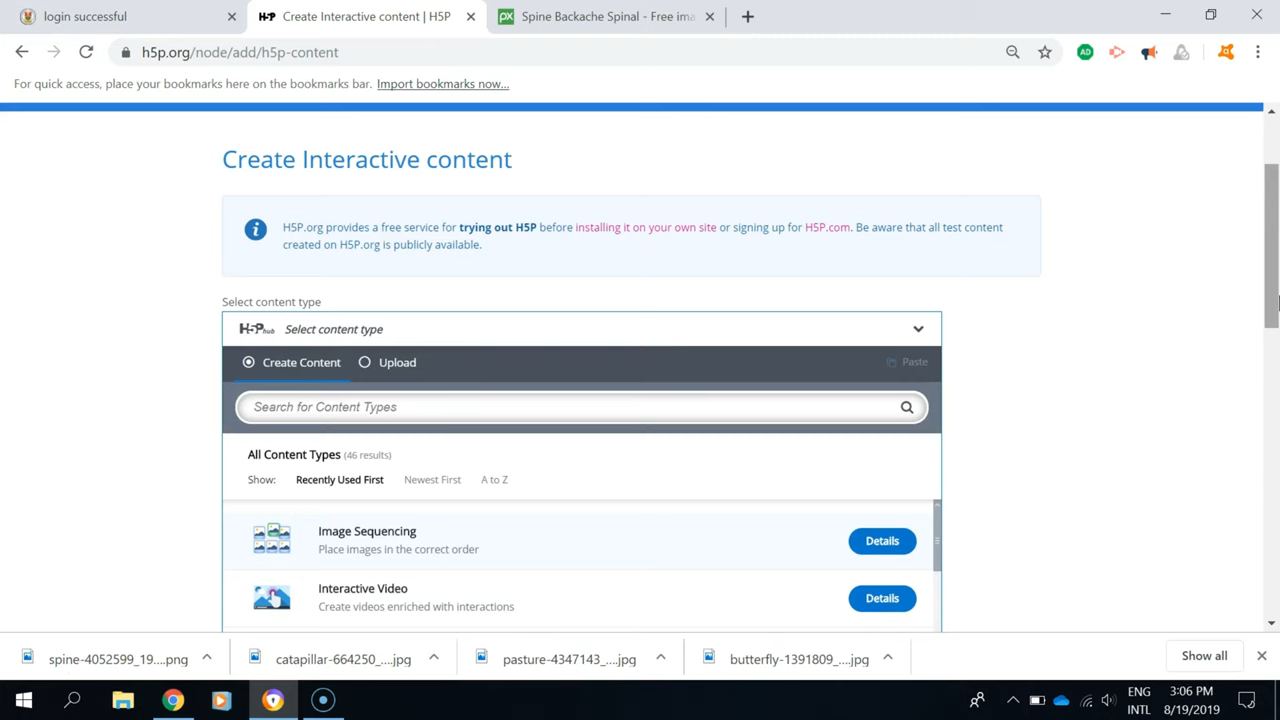 login successful
H5P Create Interactive content | H5P
px Spine Backache Spinal - Free ima
h5p.org/node/add/h5p-content
AD
For quick access, place your bookmarks here on the bookmarks bar. Import bookmarks now...
Create Interactive content
H5P.org provides a free service for trying out H5P before installing it on your own site or signing up for H5P.com. Be aware that all test content
created on H5P.org is publicly available.
Select content type
H5P hub Select content type
Create Content Upload Paste
Search for Content Types
All Content Types (46 results)
Show: Recently Used First Newest First A to Z
Image Sequencing
Place images in the correct order
Details
Interactive Video
Create videos enriched with interactions
Details
spine-4052599_19....png catapillar-664250_....jpg pasture-4347143_....jpg butterfly-1391809_....jpg Show all
ENG 3:06 PM
INTL 8/19/2019